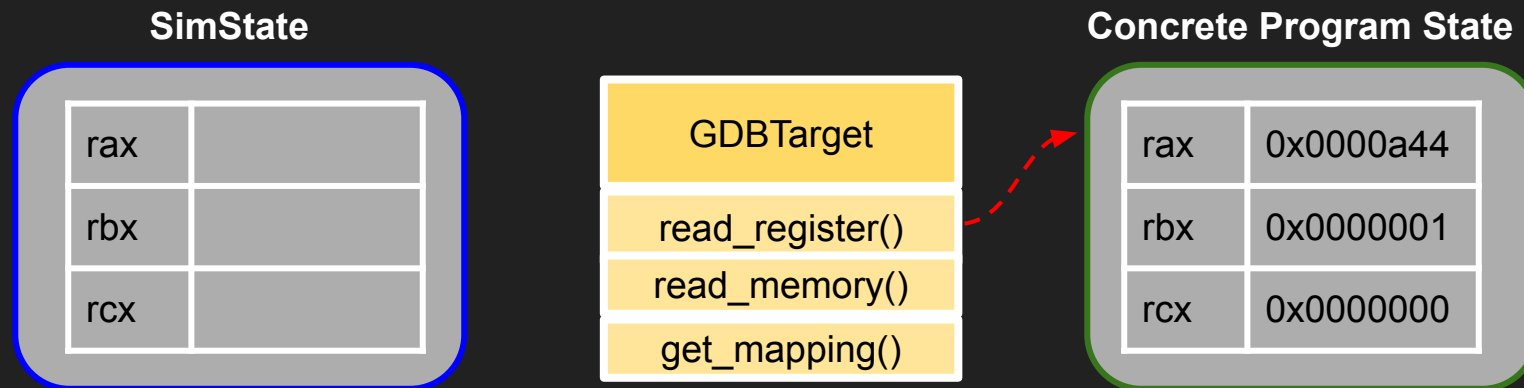 SimState
rax
rbx
rcx
GDBTarget
read_register()
read_memory()
get_mapping()
Concrete Program State
rax 0x0000a44
rbx 0x0000001
rcx 0x0000000